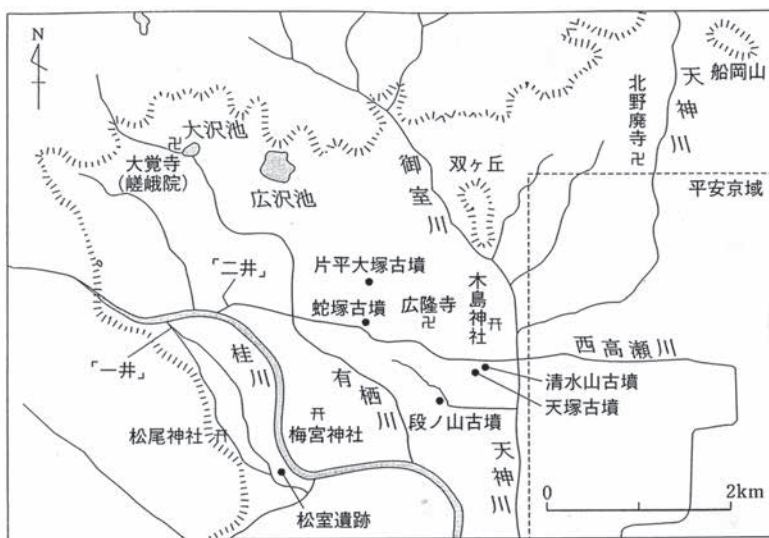 N
船岡山
天神川
北野廃寺
大沢池
大覚寺
(嵯峨院)
広沢池
御室川
双ヶ丘
平安京域
「二井」
片平大塚古墳
木島神社
蛇塚古墳
広隆寺
「一井」
桂川
有栖川
西高瀬川
清水山古墳
天塚古墳
段ノ山古墳
松尾神社
梅宮神社
天神川
松室遺跡
0
2km